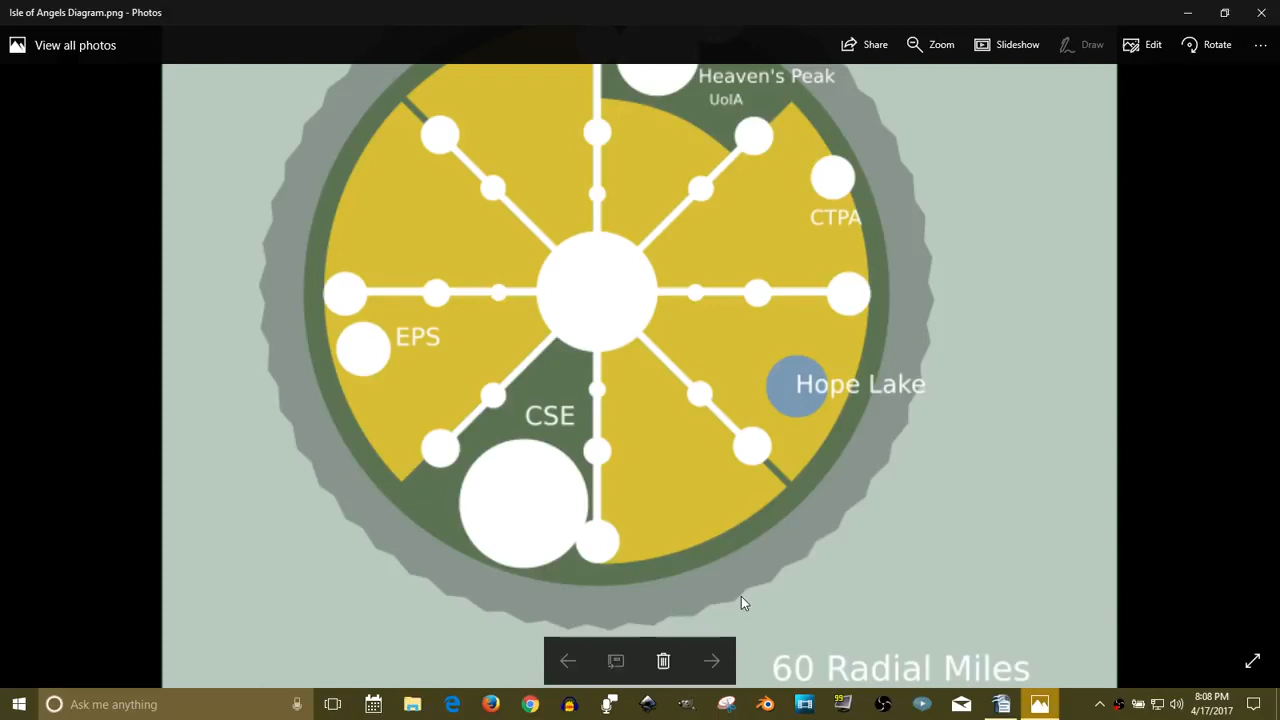 Isle of Angels Diagram.png - Photos
View all photos
Share
Zoom
Slideshow
Draw
Edit
Rotate
Heaven's Peak
UoIA
CTPA
EPS
Hope Lake
CSE
60 Radial Miles
Ask me anything
99
8:08 PM
4/17/2017